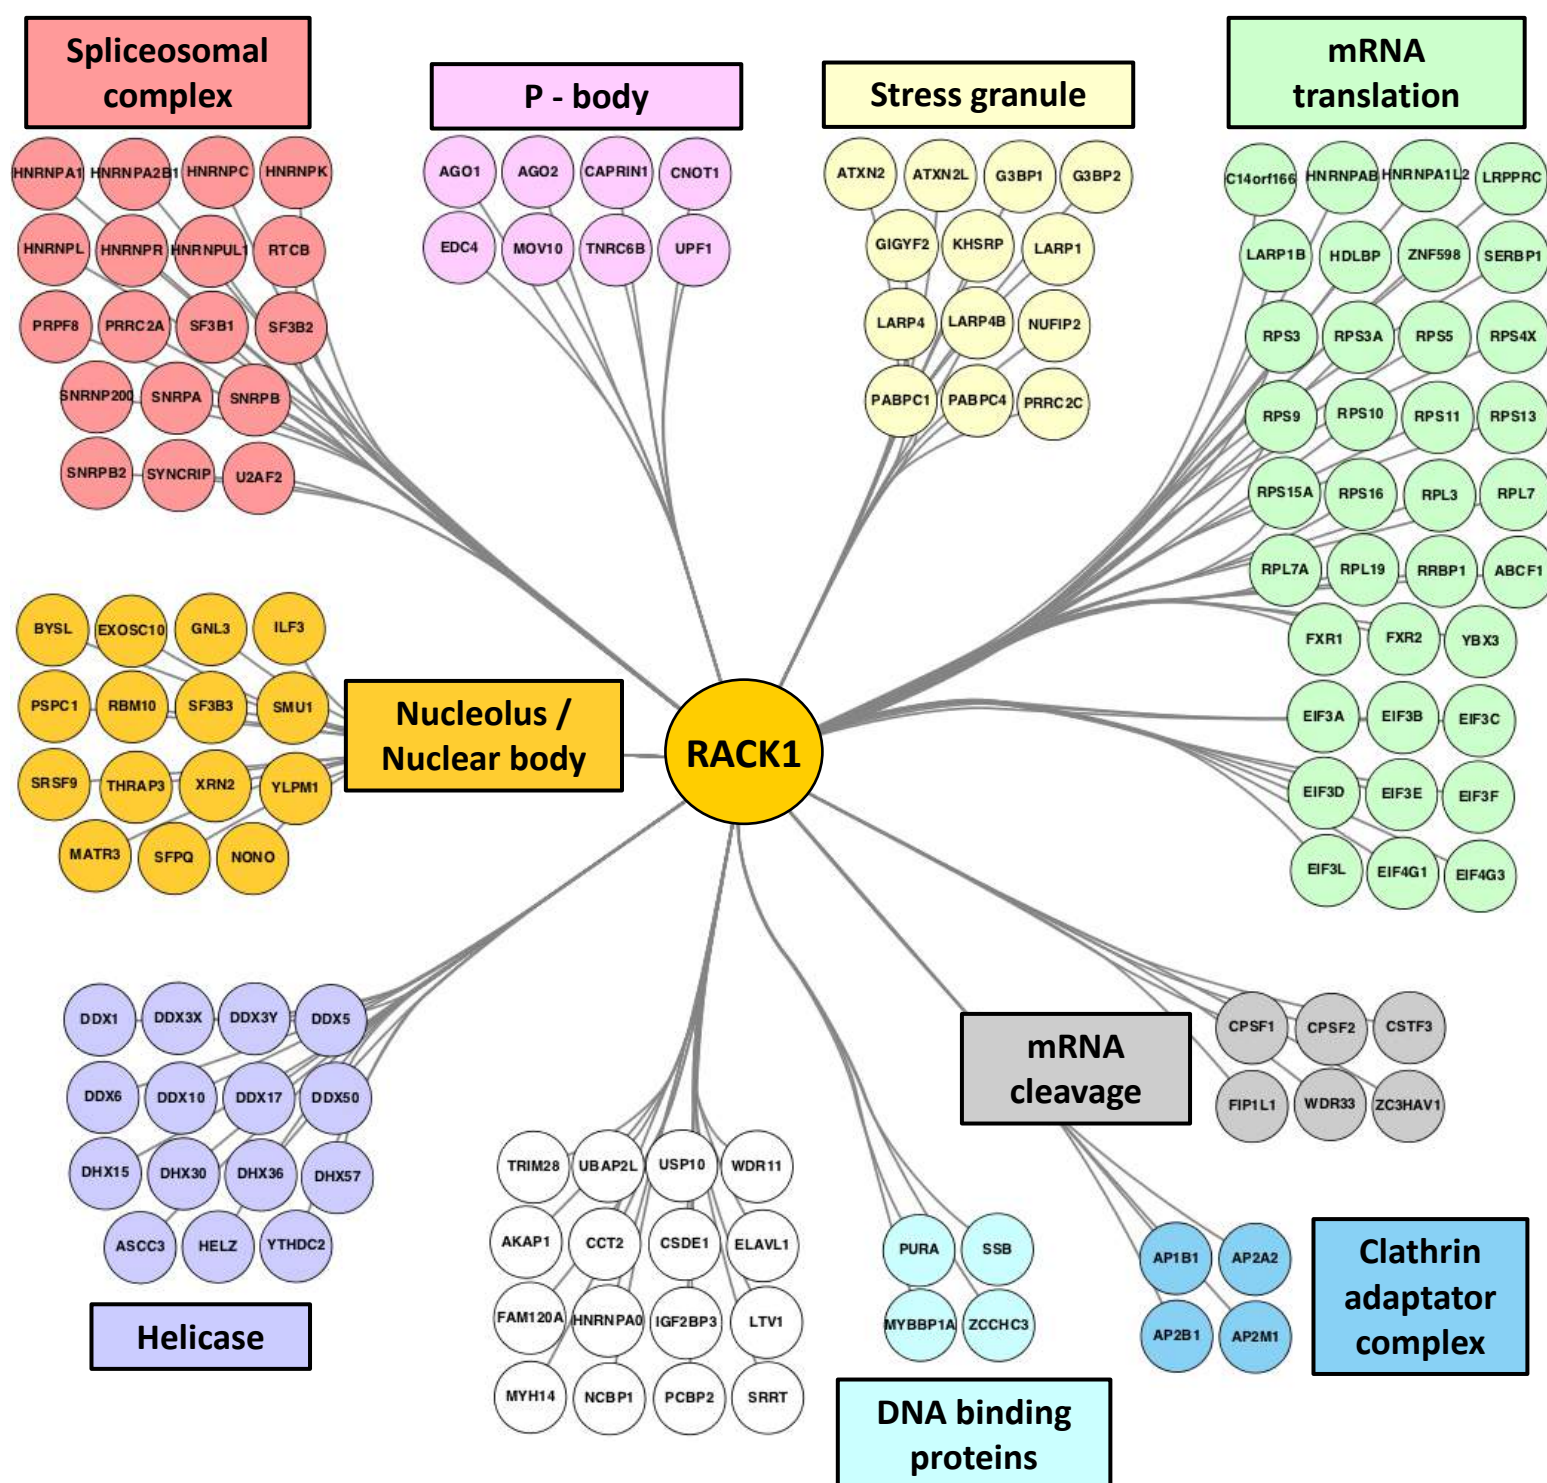 Spliceosomal
complex
HNRNPA1 HNRNPA2B1 HNRNPC HNRNPK
HNRNPL HNRNPR HNRNPUL1 RTCB
PRPF8 PRRC2A SF3B1 SF3B2
SNRNP200 SNRPA SNRPB
SNRPB2 SYNCRIP U2AF2
P - body
AGO1 AGO2 CAPRIN1 CNOT1
EDC4 MOV10 TNRC6B UPF1
Stress granule
ATXN2 ATXN2L G3BP1 G3BP2
GIGYF2 KHSRP LARP1
LARP4 LARP4B NUFIP2
PABPC1 PABPC4 PRRC2C
mRNA
translation
C14orf166 HNRNPAB HNRNPA1L2 LRPPRC
LARP1B HDLBP ZNF598 SERBP1
RPS3 RPS3A RPS5 RPS4X
RPS9 RPS10 RPS11 RPS13
RPS15A RPS16 RPL3 RPL7
RPL7A RPL19 RRBP1 ABCF1
FXR1 FXR2 YBX3
EIF3A EIF3B EIF3C
EIF3D EIF3E EIF3F
EIF3L EIF4G1 EIF4G3
BYSL EXOSC10 GNL3 ILF3
PSPC1 RBM10 SF3B3 SMU1
SRSF9 THRAP3 XRN2 YLPM1
MATR3 SFPQ NONO
Nucleolus /
Nuclear body
RACK1
DDX1 DDX3X DDX3Y DDX5
DDX6 DDX10 DDX17 DDX50
DHX15 DHX30 DHX36 DHX57
ASCC3 HELZ YTHDC2
Helicase
TRIM28 UBAP2L USP10 WDR11
AKAP1 CCT2 CSDE1 ELAVL1
FAM120A HNRNPA0 IGF2BP3 LTV1
MYH14 NCBP1 PCBP2 SRRT
PURA SSB
MYBBP1A ZCCHC3
DNA binding
proteins
mRNA
cleavage
CPSF1 CPSF2 CSTF3
FIP1L1 WDR33 ZC3HAV1
AP1B1 AP2A2
AP2B1 AP2M1
Clathrin
adaptator
complex